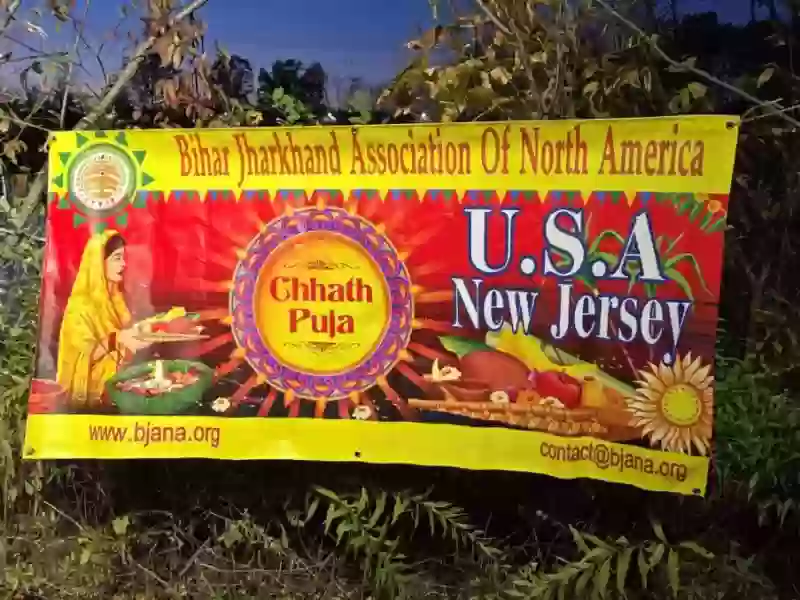 Bihar Jharkhand Association Of North America
Chhath
Puja
U.S.A
New Jersey
www.bjana.org
contact@bjana.org